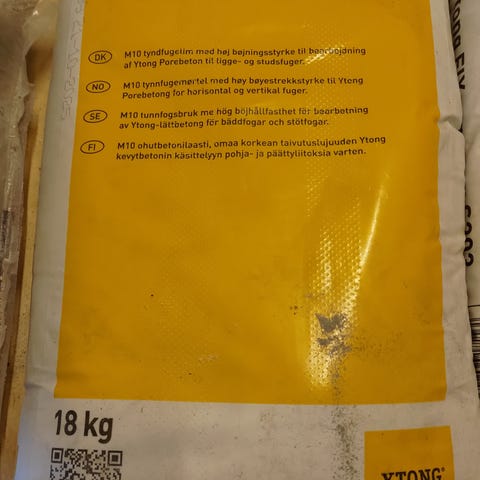 DK M10 tyndfugelim med høj bøjningsstyrke til bearbejdning
af Ytong Porebeton til ligge- og studsfuger.
NO M10 tynnfugemørtel med høy bøyestrekkstyrke til Ytong
Porebetong for horisontal og vertikal fuger.
SE M10 tunnfogsbruk me hög böjhållfasthet för bearbetning
av Ytong-lättbetong för bäddfogar och stötfogar.
FI M10 ohutbetonilaasti, omaa korkean taivutuslujuuden Ytong
kevytbetonin käsittelyyn pohja- ja päättyliitoksia varten.
18 kg
YTONG®